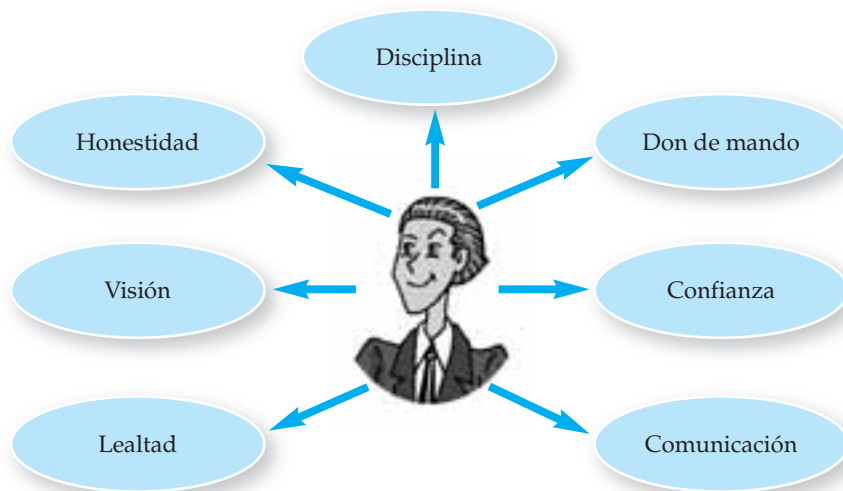 Disciplina
Honestidad
Don de mando
Visión
Confianza
Lealtad
Comunicación